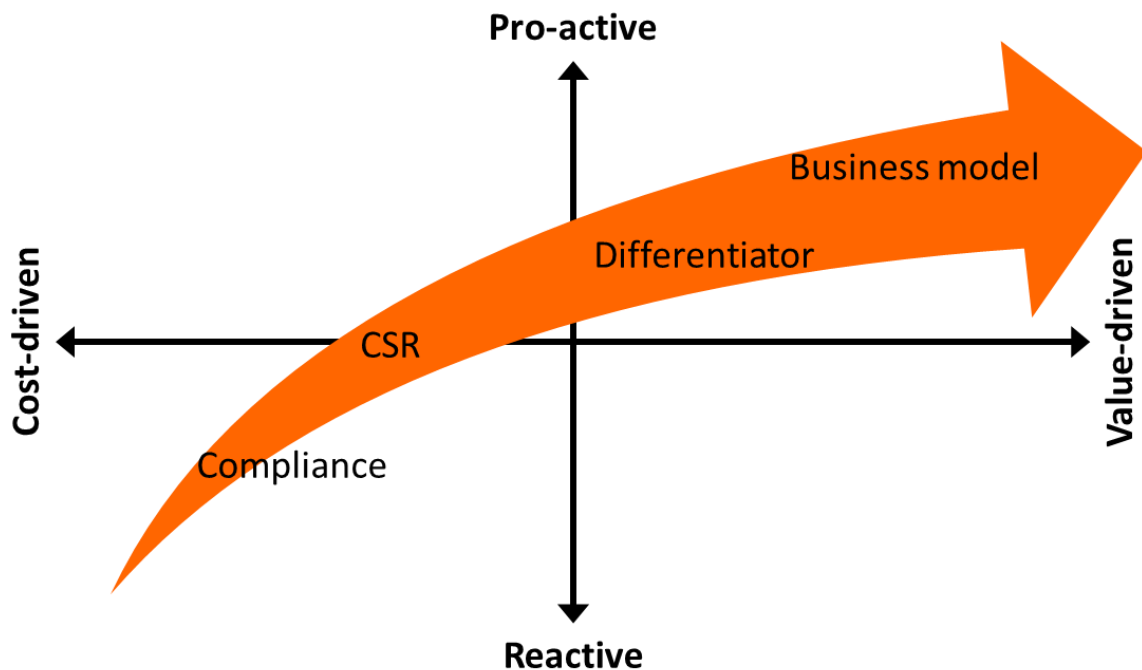 Pro-active
Business model
Differentiator
Cost-driven
Value-driven
CSR
Compliance
Reactive